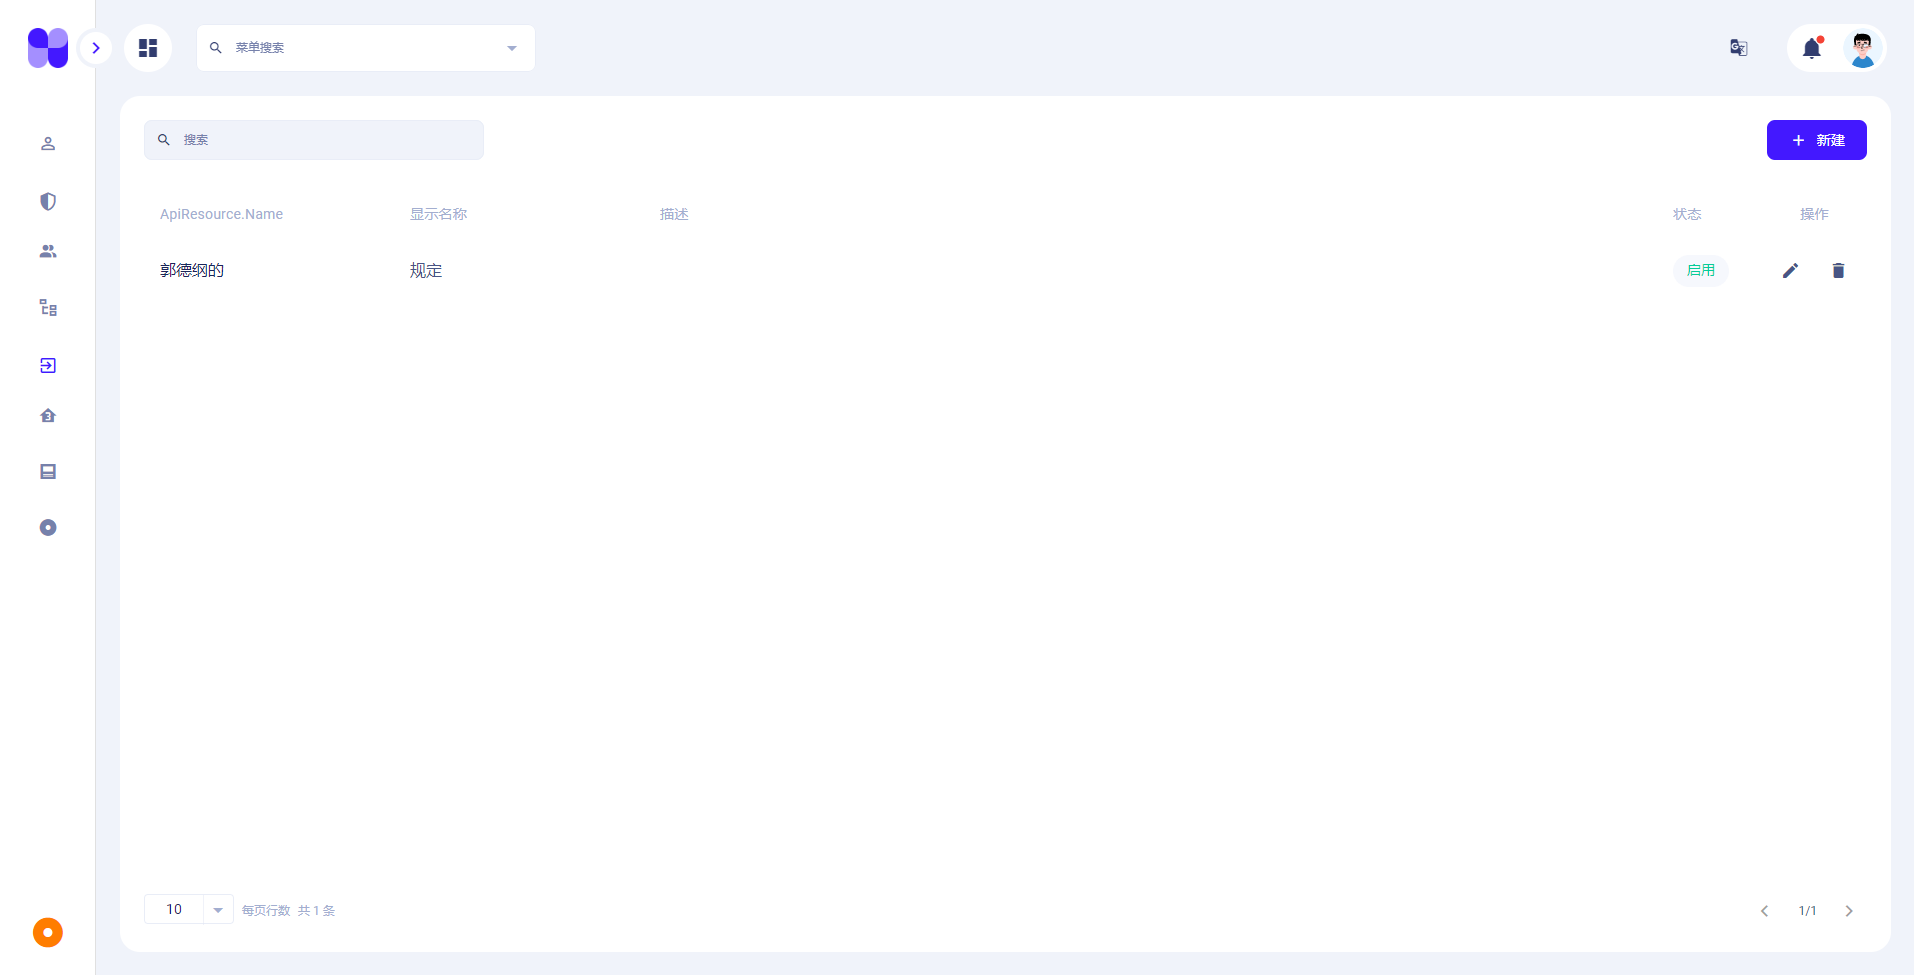 菜单搜索
搜索
新建
ApiResource.Name 显示名称 描述 状态 操作
郭德纲的 规定 启用
10 每页行数 共 1 条 1/1